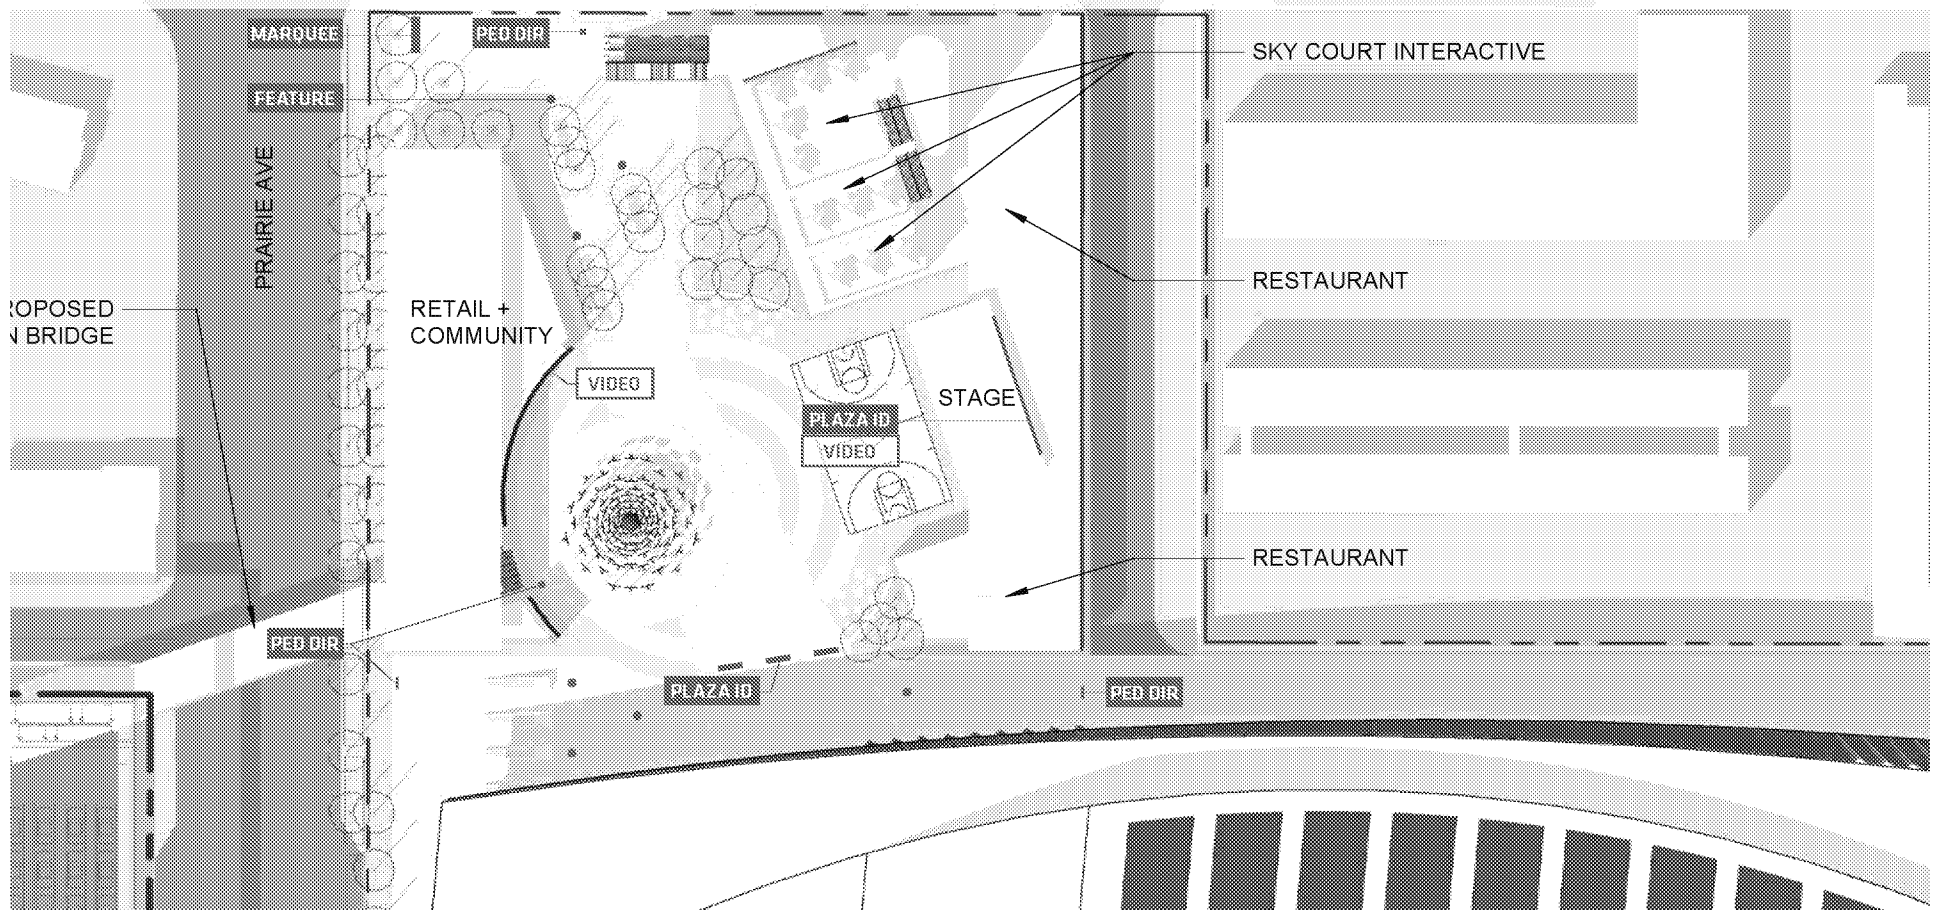 MARQUEE
PED DIR
SKY COURT INTERACTIVE
FEATURE
PRAIRIE AVE
RESTAURANT
ROPOSED
N BRIDGE
RETAIL +
COMMUNITY
VIDEO
STAGE
PLAZA ID
VIDEO
RESTAURANT
PED DIR
PLAZA ID
PED DIR